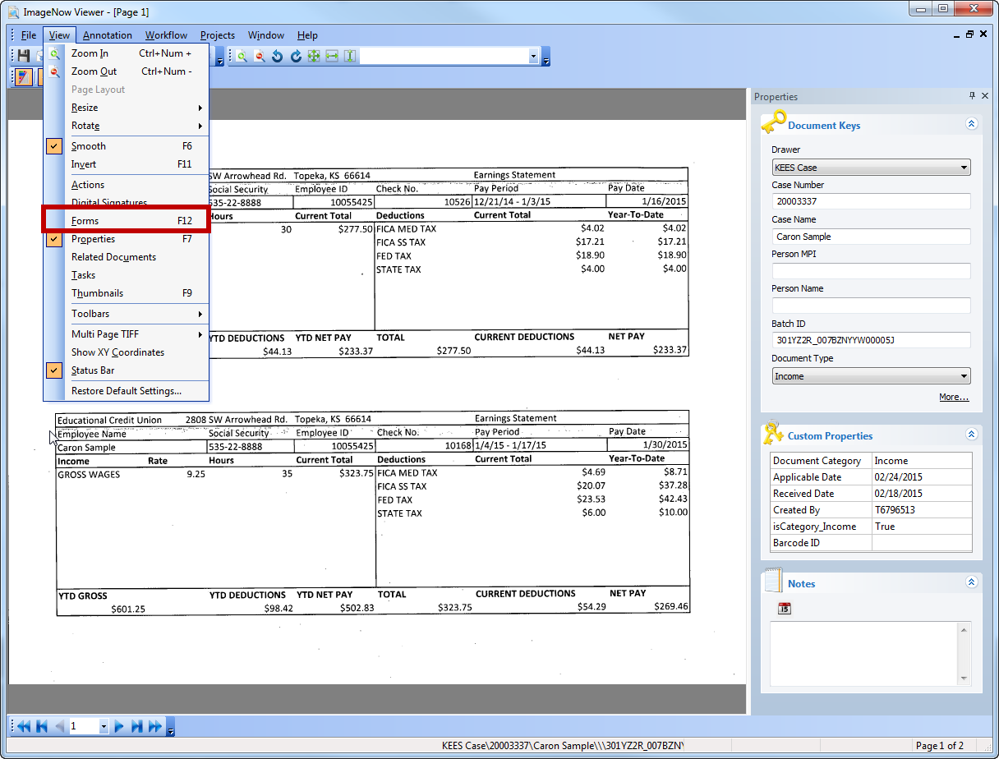 ImageNow Viewer - [Page 1]
File View Annotation Workflow Projects Window Help
Zoom In Ctrl+Num +
Zoom Out Ctrl+Num -
Page Layout
Resize
Rotate
Smooth F6
Invert F11
Actions
Digital Signatures
Forms F12
Properties F7
Related Documents
Tasks
Thumbnails F9
Toolbars
Multi Page TIFF
Show XY Coordinates
Status Bar
Restore Default Settings...
SW Arrowhead Rd. Topeka, KS 66614 Earnings Statement
Social Security Employee ID Check No. Pay Period Pay Date
535-22-8888 10055425 10526 12/21/14 - 1/3/15 1/16/2015
Hours Current Total Deductions Current Total Year-To-Date
30 $277.50 FICA MED TAX $4.02 $4.02
FICA SS TAX $17.21 $17.21
FED TAX $18.90 $18.90
STATE TAX $4.00 $4.00
YTD DEDUCTIONS YTD NET PAY TOTAL CURRENT DEDUCTIONS NET PAY
$44.13 $233.37 $277.50 $44.13 $233.37
Educational Credit Union 2808 SW Arrowhead Rd. Topeka, KS 66614 Earnings Statement
Employee Name Social Security Employee ID Check No. Pay Period Pay Date
Caron Sample 535-22-8888 10055425 10168 1/4/15 - 1/17/15 1/30/2015
Income Rate Hours Current Total Deductions Current Total Year-To-Date
GROSS WAGES 9.25 35 $323.75 FICA MED TAX $4.69 $8.71
FICA SS TAX $20.07 $37.28
FED TAX $23.53 $42.43
STATE TAX $6.00 $10.00
YTD GROSS YTD DEDUCTIONS YTD NET PAY TOTAL CURRENT DEDUCTIONS NET PAY
$601.25 $98.42 $502.83 $323.75 $54.29 $269.46
Properties
Document Keys
Drawer
KEES Case
Case Number
20003337
Case Name
Caron Sample
Person MPI
Person Name
Batch ID
301YZ2R_007BZNYYW00005J
Document Type
Income
More...
Custom Properties
Document Category Income
Applicable Date 02/24/2015
Received Date 02/18/2015
Created By T6796513
isCategory_Income True
Barcode ID
Notes
15
1
KEES Case\20003337\Caron Sample\\\301YZ2R_007BZNY
Page 1 of 2